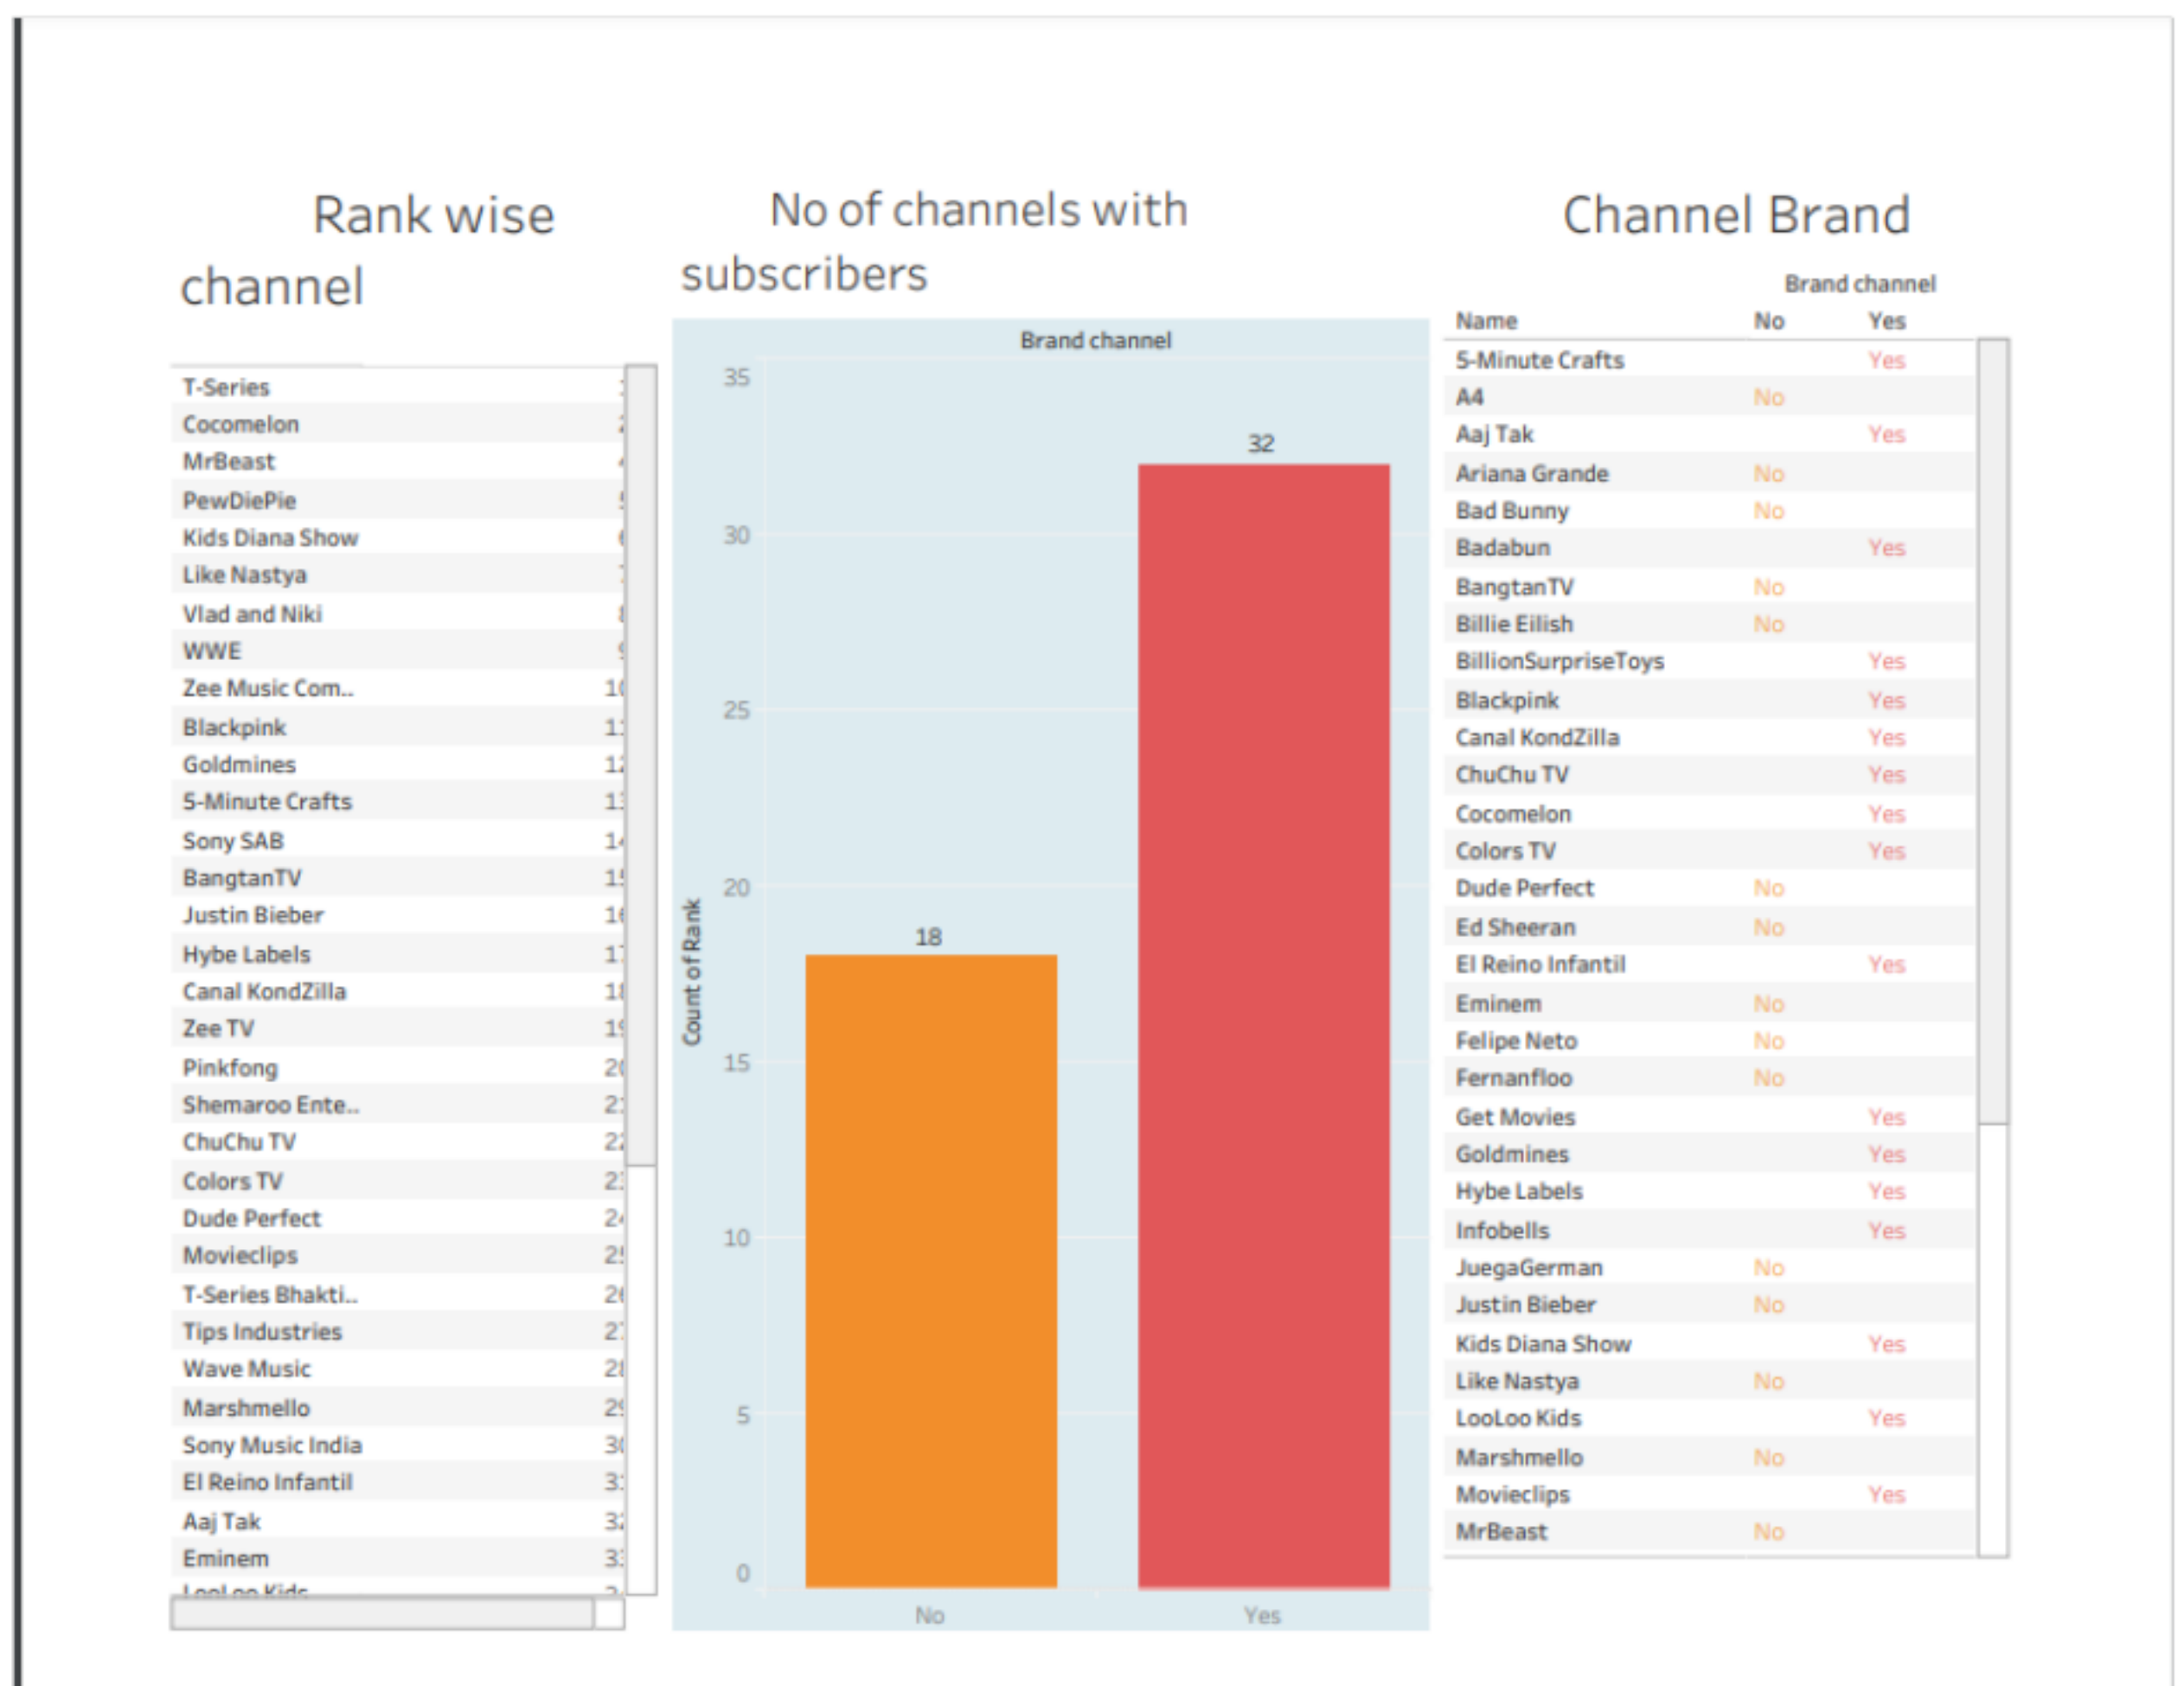 Rank wise
channel
T-Series
Cocomelon
MrBeast
PewDiePie
Kids Diana Show
Like Nastya
Vlad and Niki
WWE
Zee Music Com..
Blackpink
Goldmines
5-Minute Crafts
Sony SAB
BangtanTV
Justin Bieber
Hybe Labels
Canal KondZilla
Zee TV
Pinkfong
Shemaroo Ente..
ChuChu TV
Colors TV
Dude Perfect
Movieclips
T-Series Bhakti..
Tips Industries
Wave Music
Marshmello
Sony Music India
El Reino Infantil
Aaj Tak
Eminem
LooLoo Kids
No of channels with
subscribers
Brand channel
Count of Rank
35
30
25
20
15
10
5
0
18
32
No Yes
Channel Brand
Brand channel
Name No Yes
5-Minute Crafts Yes
A4 No
Aaj Tak Yes
Ariana Grande No
Bad Bunny No
Badabun Yes
BangtanTV No
Billie Eilish No
BillionSurpriseToys Yes
Blackpink Yes
Canal KondZilla Yes
ChuChu TV Yes
Cocomelon Yes
Colors TV Yes
Dude Perfect No
Ed Sheeran No
El Reino Infantil Yes
Eminem No
Felipe Neto No
Fernanfloo No
Get Movies Yes
Goldmines Yes
Hybe Labels Yes
Infobells Yes
JuegaGerman No
Justin Bieber No
Kids Diana Show Yes
Like Nastya No
LooLoo Kids Yes
Marshmello No
Movieclips Yes
MrBeast No